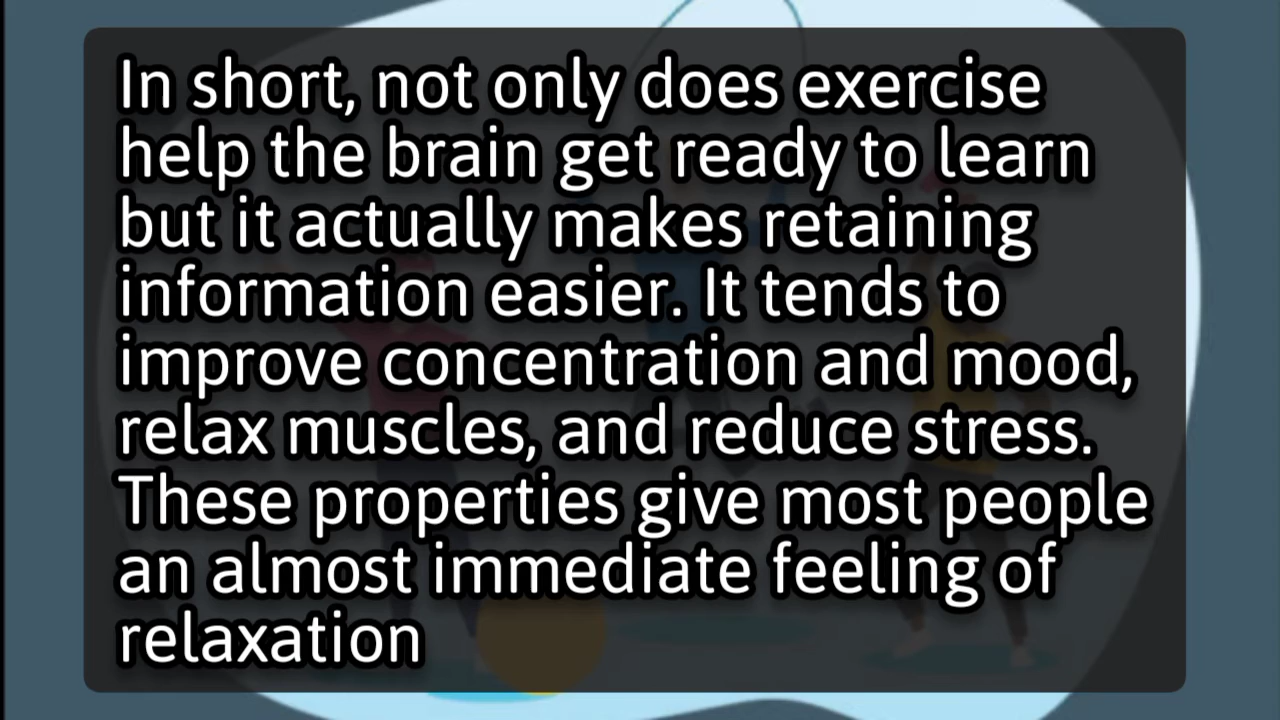 In short, not only does exercise
help the brain get ready to learn
but it actually makes retaining
information easier. It tends to
improve concentration and mood,
relax muscles, and reduce stress.
These properties give most people
an almost immediate feeling of
relaxation